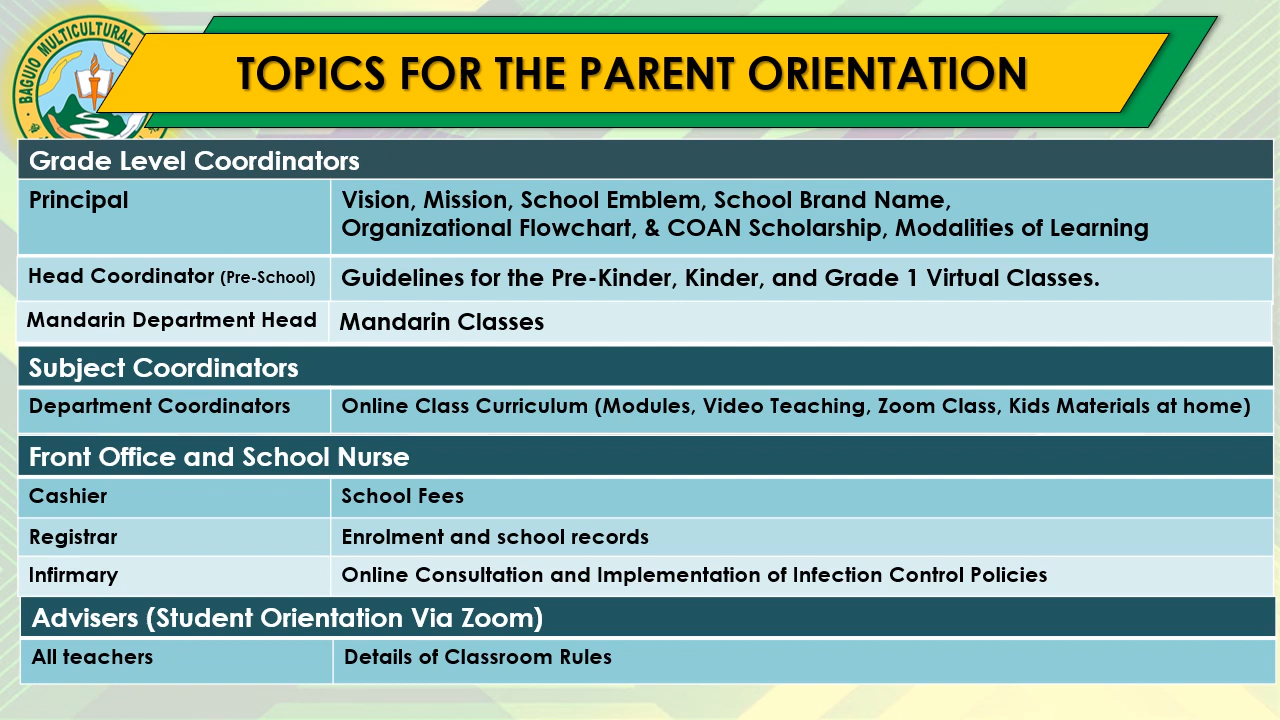 BAGUIO MULTICULTURAL
TOPICS FOR THE PARENT ORIENTATION
Grade Level Coordinators
Principal
Vision, Mission, School Emblem, School Brand Name,
Organizational Flowchart, & COAN Scholarship, Modalities of Learning
Head Coordinator (Pre-School)
Guidelines for the Pre-Kinder, Kinder, and Grade 1 Virtual Classes.
Mandarin Department Head
Mandarin Classes
Subject Coordinators
Department Coordinators
Online Class Curriculum (Modules, Video Teaching, Zoom Class, Kids Materials at home)
Front Office and School Nurse
Cashier
School Fees
Registrar
Enrolment and school records
Infirmary
Online Consultation and Implementation of Infection Control Policies
Advisers (Student Orientation Via Zoom)
All teachers
Details of Classroom Rules